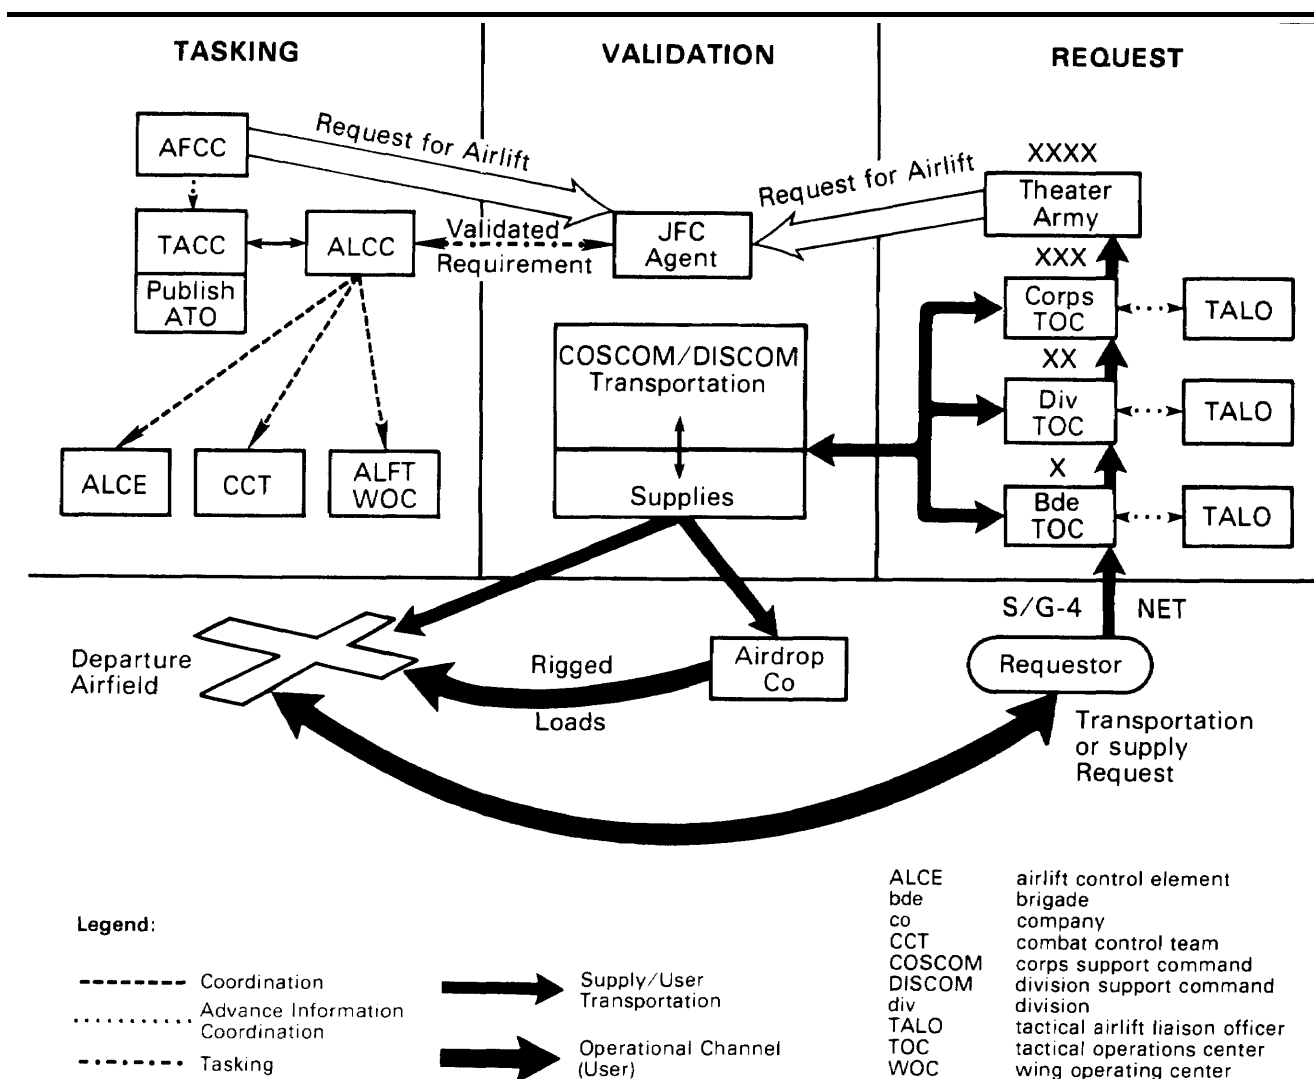 TASKING
VALIDATION
REQUEST
AFCC
Request for Airlift
TACC
Publish
ATO
ALCC
Validated
Requirement
JFC
Agent
Request for Airlift
XXXX
Theater
Army
XXX
Corps
TOC
TALO
XX
Div
TOC
TALO
X
Bde
TOC
TALO
COSCOM/DISCOM
Transportation
Supplies
ALCE
CCT
ALFT
WOC
S/G-4 NET
Requestor
Transportation
or supply
Request
Departure
Airfield
Rigged
Loads
Airdrop
Co
Legend:
Coordination
Advance Information
Coordination
Tasking
Supply/User
Transportation
Operational Channel
(User)
ALCE airlift control element
bde brigade
co company
CCT combat control team
COSCOM corps support command
DISCOM division support command
div division
TALO tactical airlift liaison officer
TOC tactical operations center
WOC wing operating center